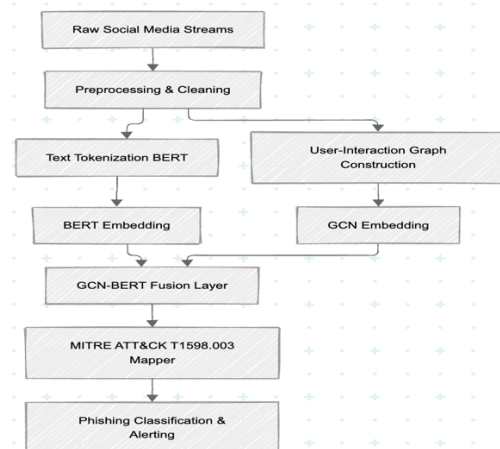 Raw Social Media Streams
Preprocessing & Cleaning
Text Tokenization BERT
User-Interaction Graph
Construction
BERT Embedding
GCN Embedding
GCN-BERT Fusion Layer
MITRE ATT&CK T1598.003
Mapper
Phishing Classification &
Alerting